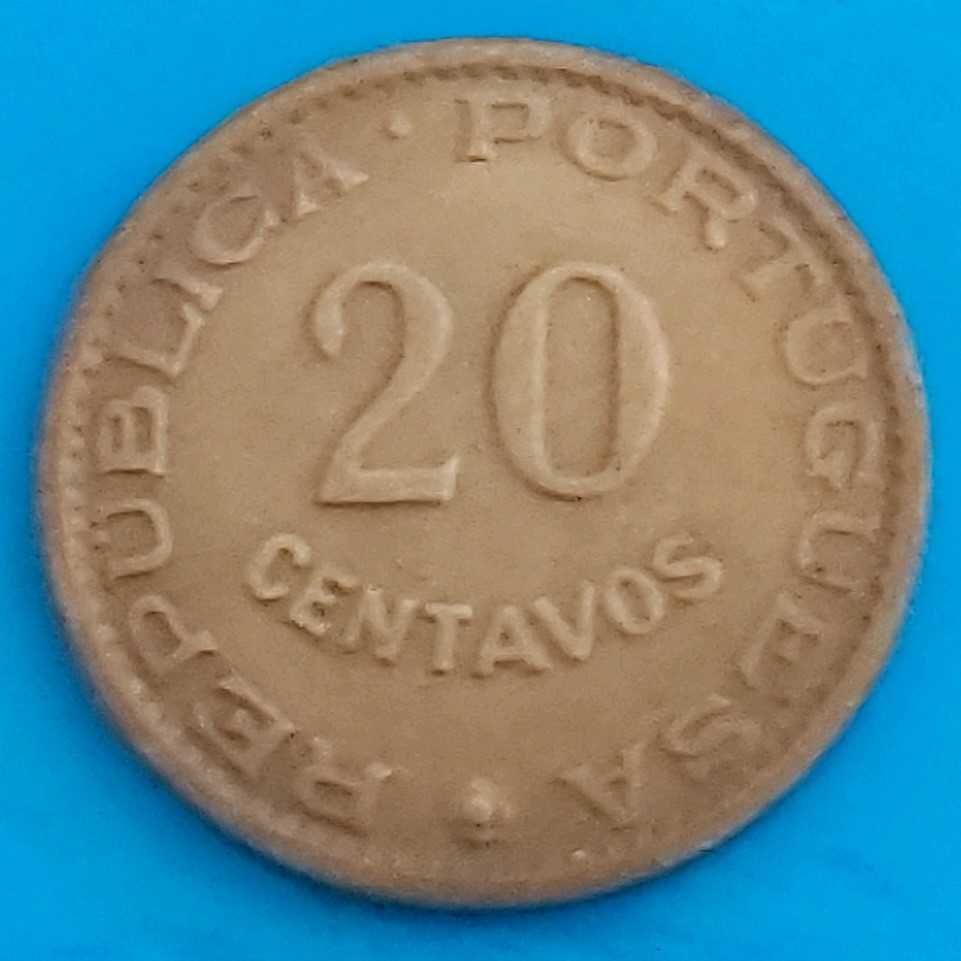 REPUBLICA · PORTUGUESA
20
CENTAVOS